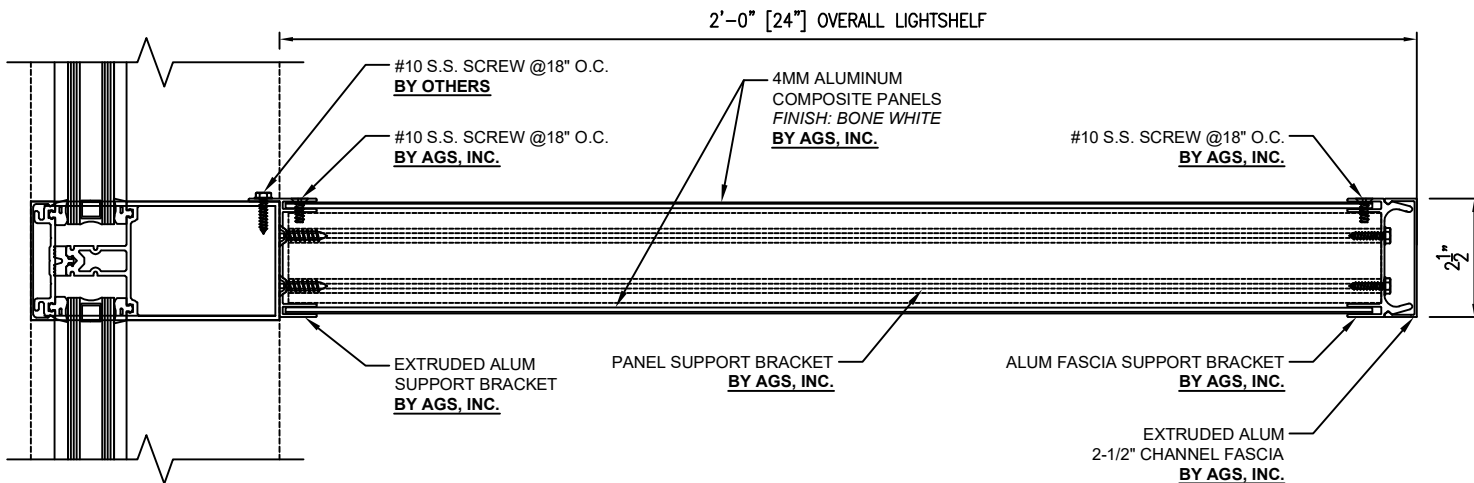 2'-0" [24"] OVERALL LIGHTSHELF
#10 S.S. SCREW @18" O.C.
BY OTHERS
#10 S.S. SCREW @18" O.C.
BY AGS, INC.
4MM ALUMINUM
COMPOSITE PANELS
FINISH: BONE WHITE
BY AGS, INC.
#10 S.S. SCREW @18" O.C.
BY AGS, INC.
2 1/2"
EXTRUDED ALUM
SUPPORT BRACKET
BY AGS, INC.
PANEL SUPPORT BRACKET
BY AGS, INC.
ALUM FASCIA SUPPORT BRACKET
BY AGS, INC.
EXTRUDED ALUM
2-1/2" CHANNEL FASCIA
BY AGS, INC.